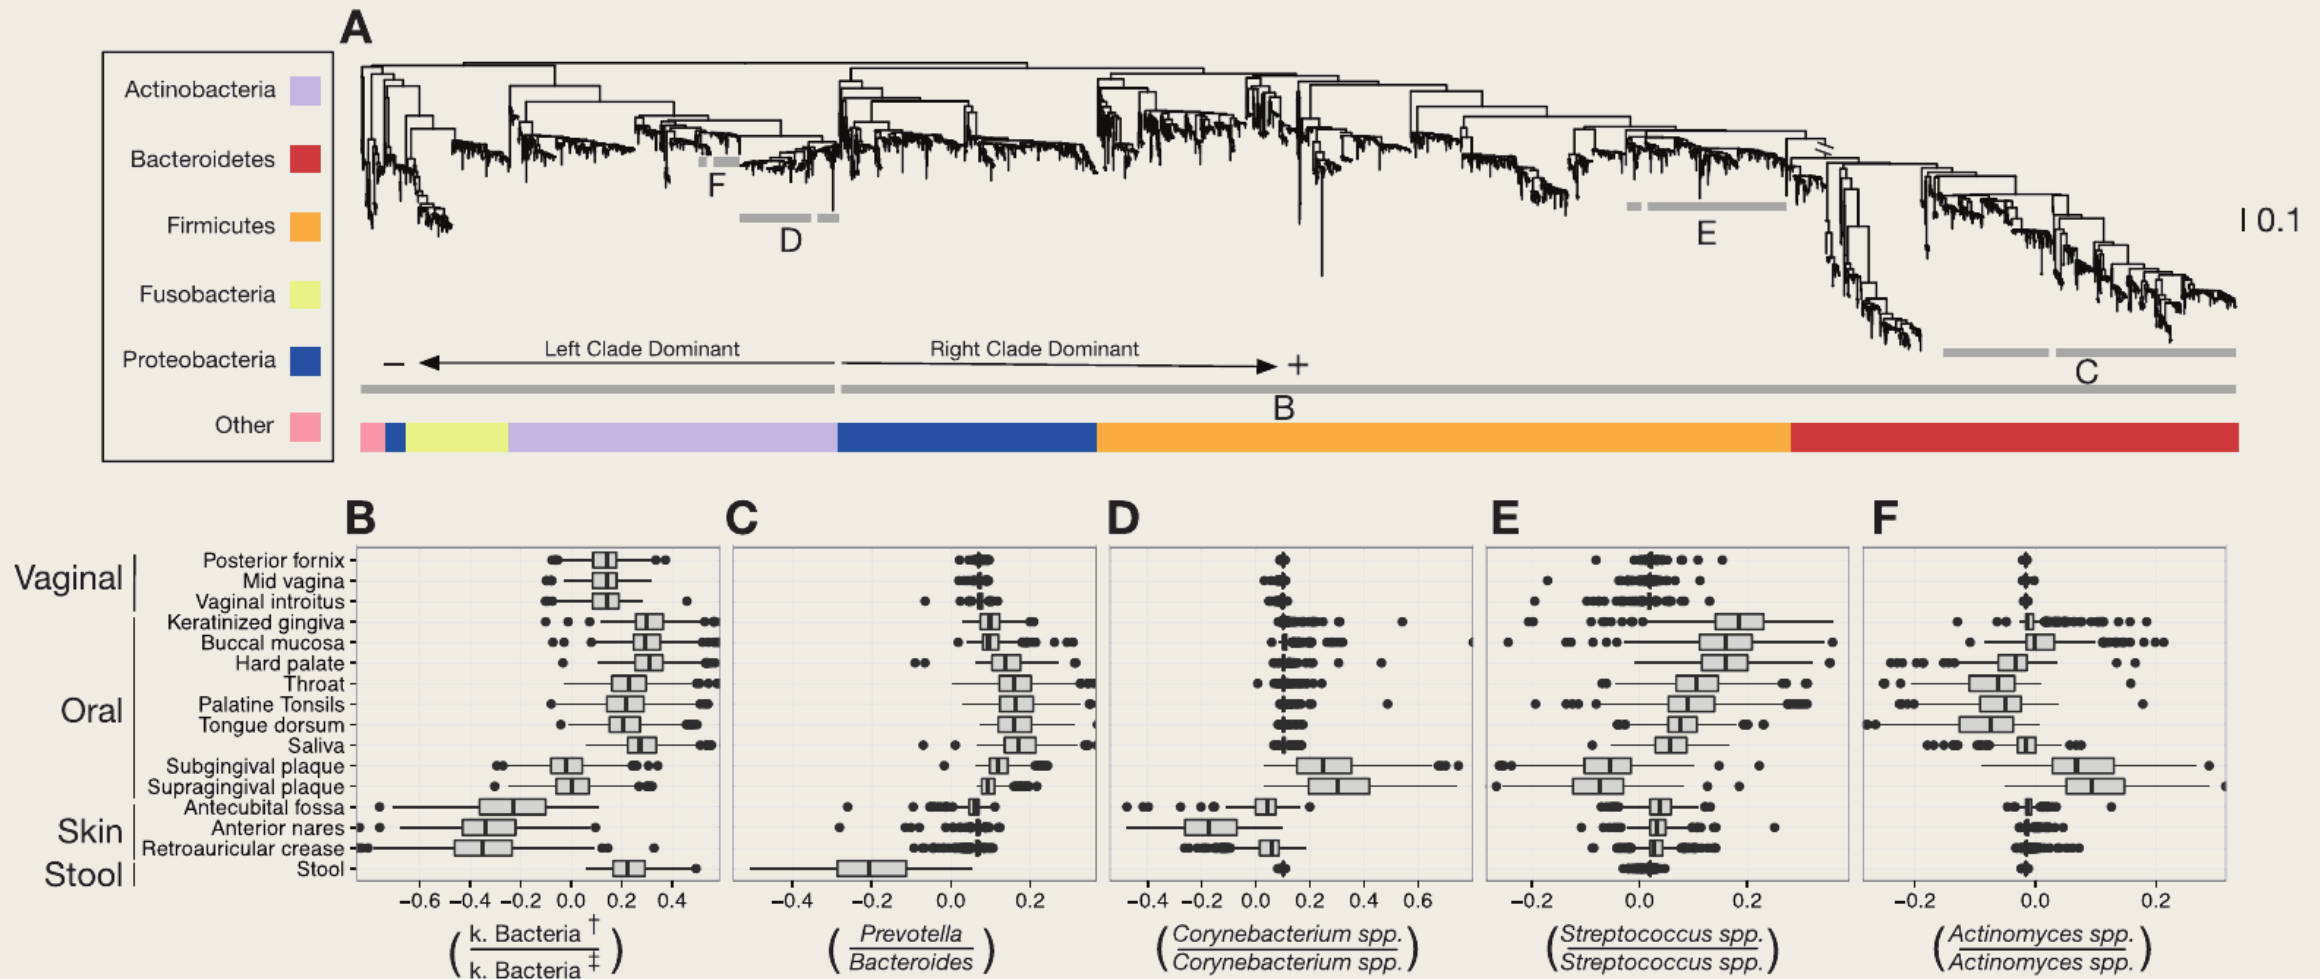 A
Actinobacteria
Bacteroidetes
Firmicutes
Fusobacteria
Proteobacteria
Other
F
D
E
I 0.1
C
− Left Clade Dominant Right Clade Dominant +
B
B C D E F
Vaginal
Posterior fornix
Mid vagina
Vaginal introitus
Oral
Keratinized gingiva
Buccal mucosa
Hard palate
Throat
Palatine Tonsils
Tongue dorsum
Saliva
Subgingival plaque
Supragingival plaque
Skin
Antecubital fossa
Anterior nares
Retroauricular crease
Stool
Stool
−0.6 −0.4 −0.2 0.0 0.2 0.4
−0.4 −0.2 0.0 0.2
−0.4 −0.2 0.0 0.2 0.4 0.6
−0.2 0.0 0.2
−0.2 0.0 0.2
(k. Bacteria †
k. Bacteria ‡)
(Prevotella
Bacteroides)
(Corynebacterium spp.
Corynebacterium spp.)
(Streptococcus spp.
Streptococcus spp.)
(Actinomyces spp.
Actinomyces spp.)